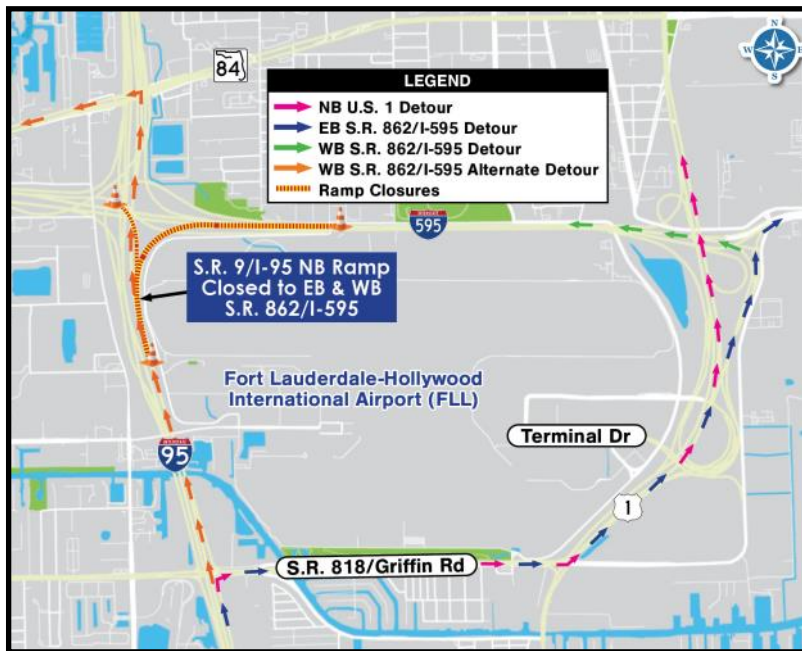 N
W
E
S
84
LEGEND
NB U.S. 1 Detour
EB S.R. 862/I-595 Detour
WB S.R. 862/I-595 Detour
WB S.R. 862/I-595 Alternate Detour
Ramp Closures
595
S.R. 9/I-95 NB Ramp
Closed to EB & WB
S.R. 862/I-595
Fort Lauderdale-Hollywood
International Airport (FLL)
Terminal Dr
95
1
S.R. 818/Griffin Rd